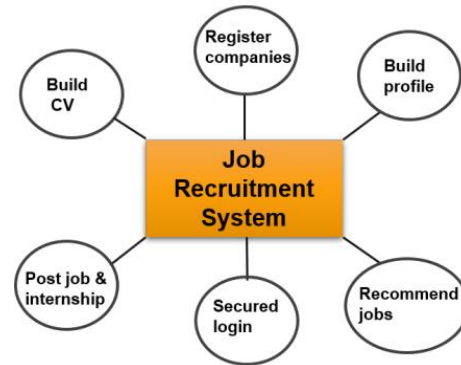 Register
companies
Build
CV
Build
profile
Job
Recruitment
System
Post job &
internship
Secured
login
Recommend
jobs